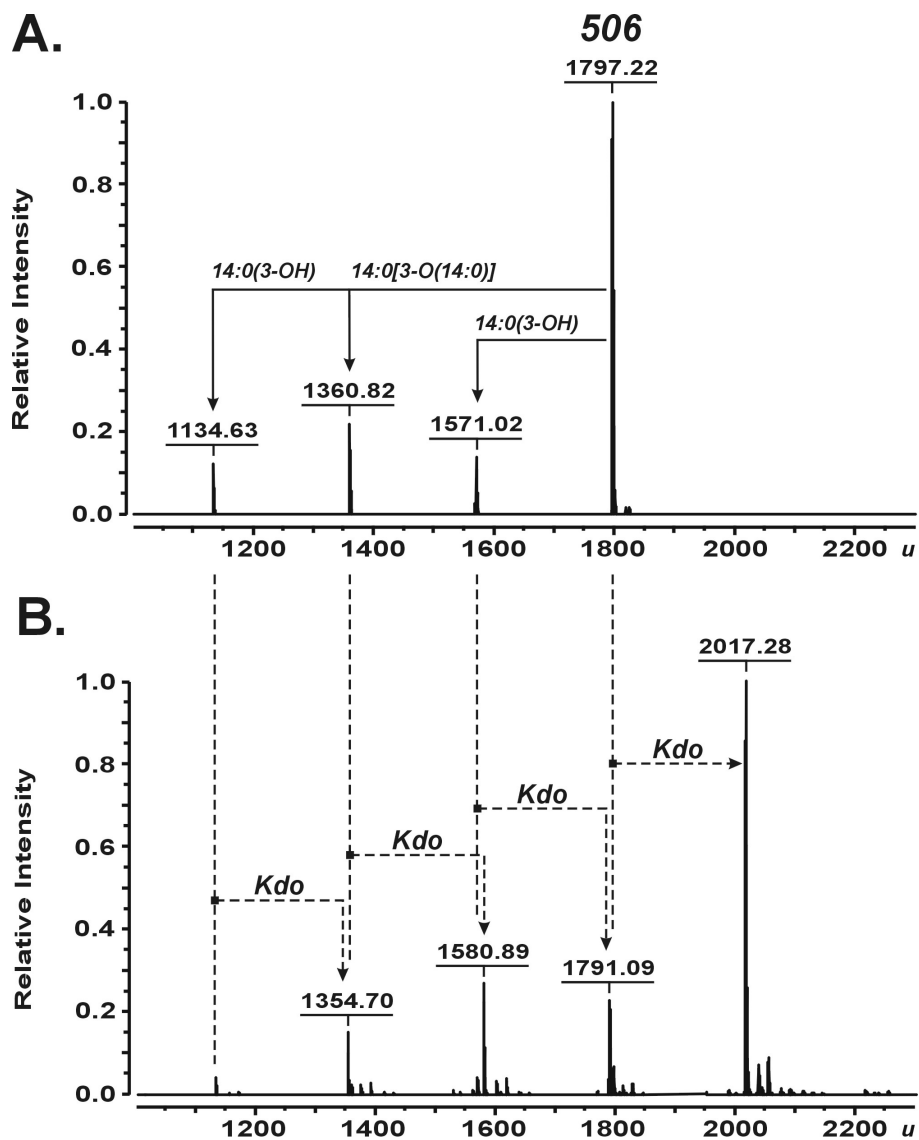 A.
506
1797.22
1.0
0.8
0.6
0.4
0.2
0.0
Relative Intensity
14:0(3-OH)
14:0[3-O(14:0)]
14:0(3-OH)
1360.82
1134.63
1571.02
1200
1400
1600
1800
2000
2200
u
B.
2017.28
1.0
0.8
0.6
0.4
0.2
0.0
Relative Intensity
Kdo
Kdo
Kdo
Kdo
1580.89
1791.09
1354.70
1200
1400
1600
1800
2000
2200
u